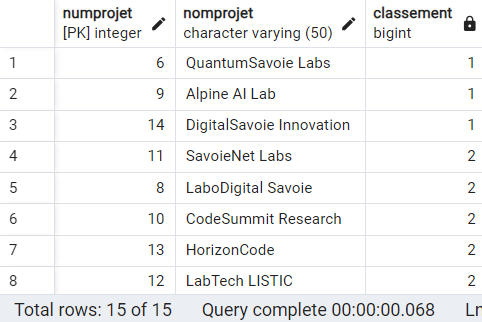 numprojet nomprojet classement
[PK] integer character varying (50) bigint
1 6 QuantumSavoie Labs 1
2 9 Alpine AI Lab 1
3 14 DigitalSavoie Innovation 1
4 11 SavoieNet Labs 2
5 8 LaboDigital Savoie 2
6 10 CodeSummit Research 2
7 13 HorizonCode 2
8 12 LabTech LISTIC 2
Total rows: 15 of 15 Query complete 00:00:00.068 Ln